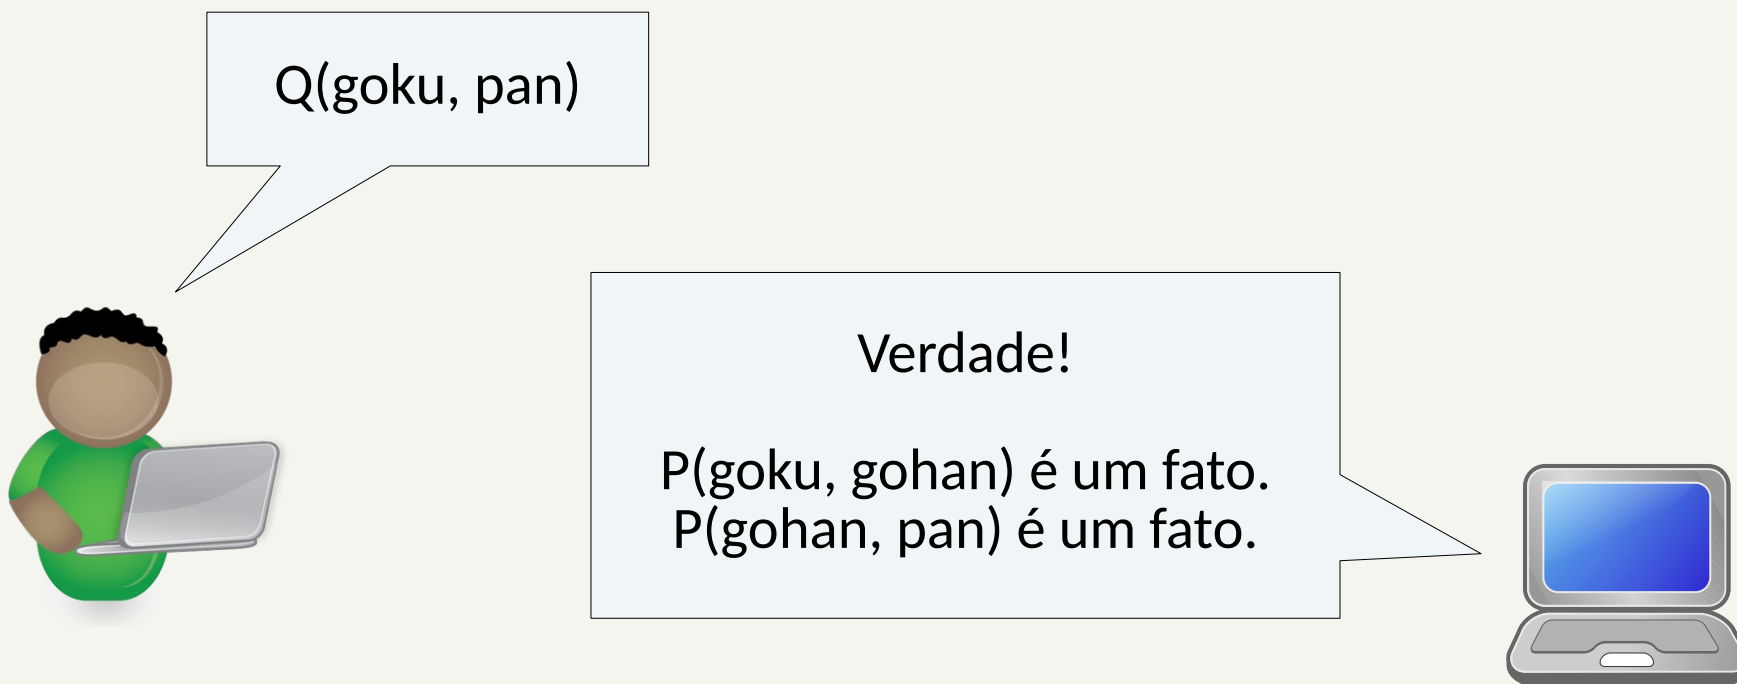 Q(goku, pan)
Verdade!
P(goku, gohan) é um fato.
P(gohan, pan) é um fato.